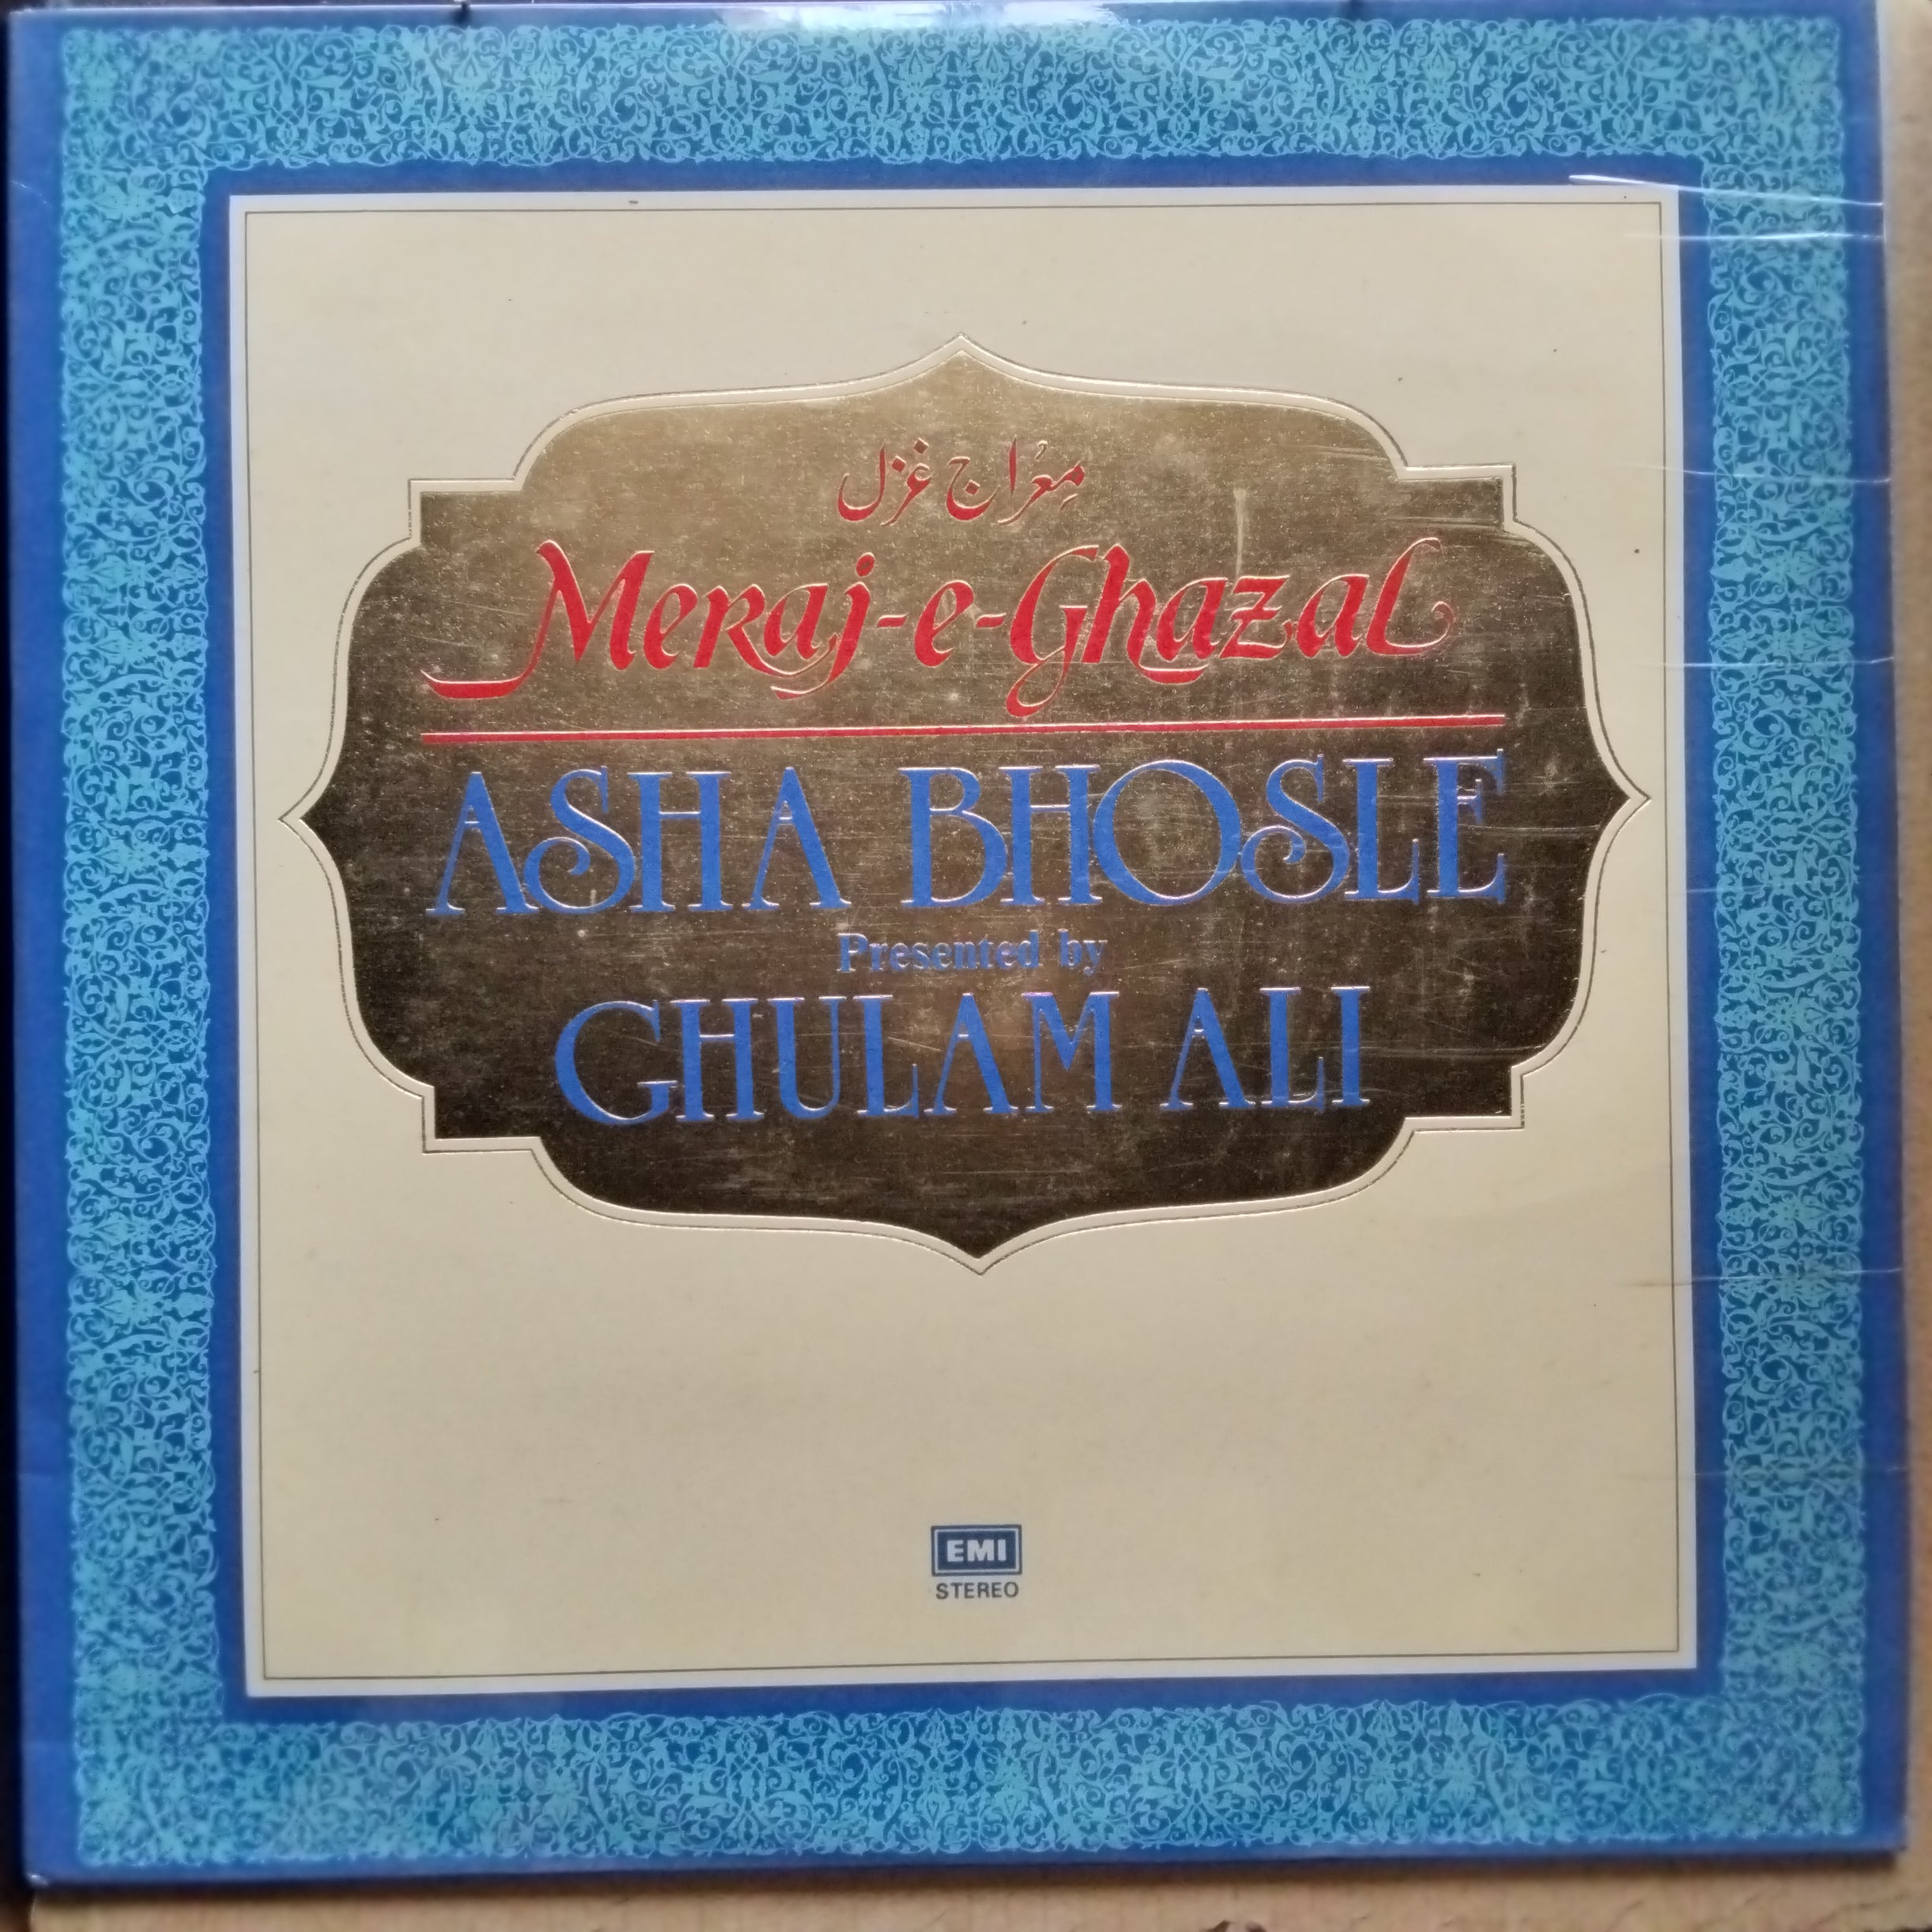 معراج غزل
Meraj-e-Ghazal
ASHA BHOSLE
Presented by
GHULAM ALI
EMI
STEREO